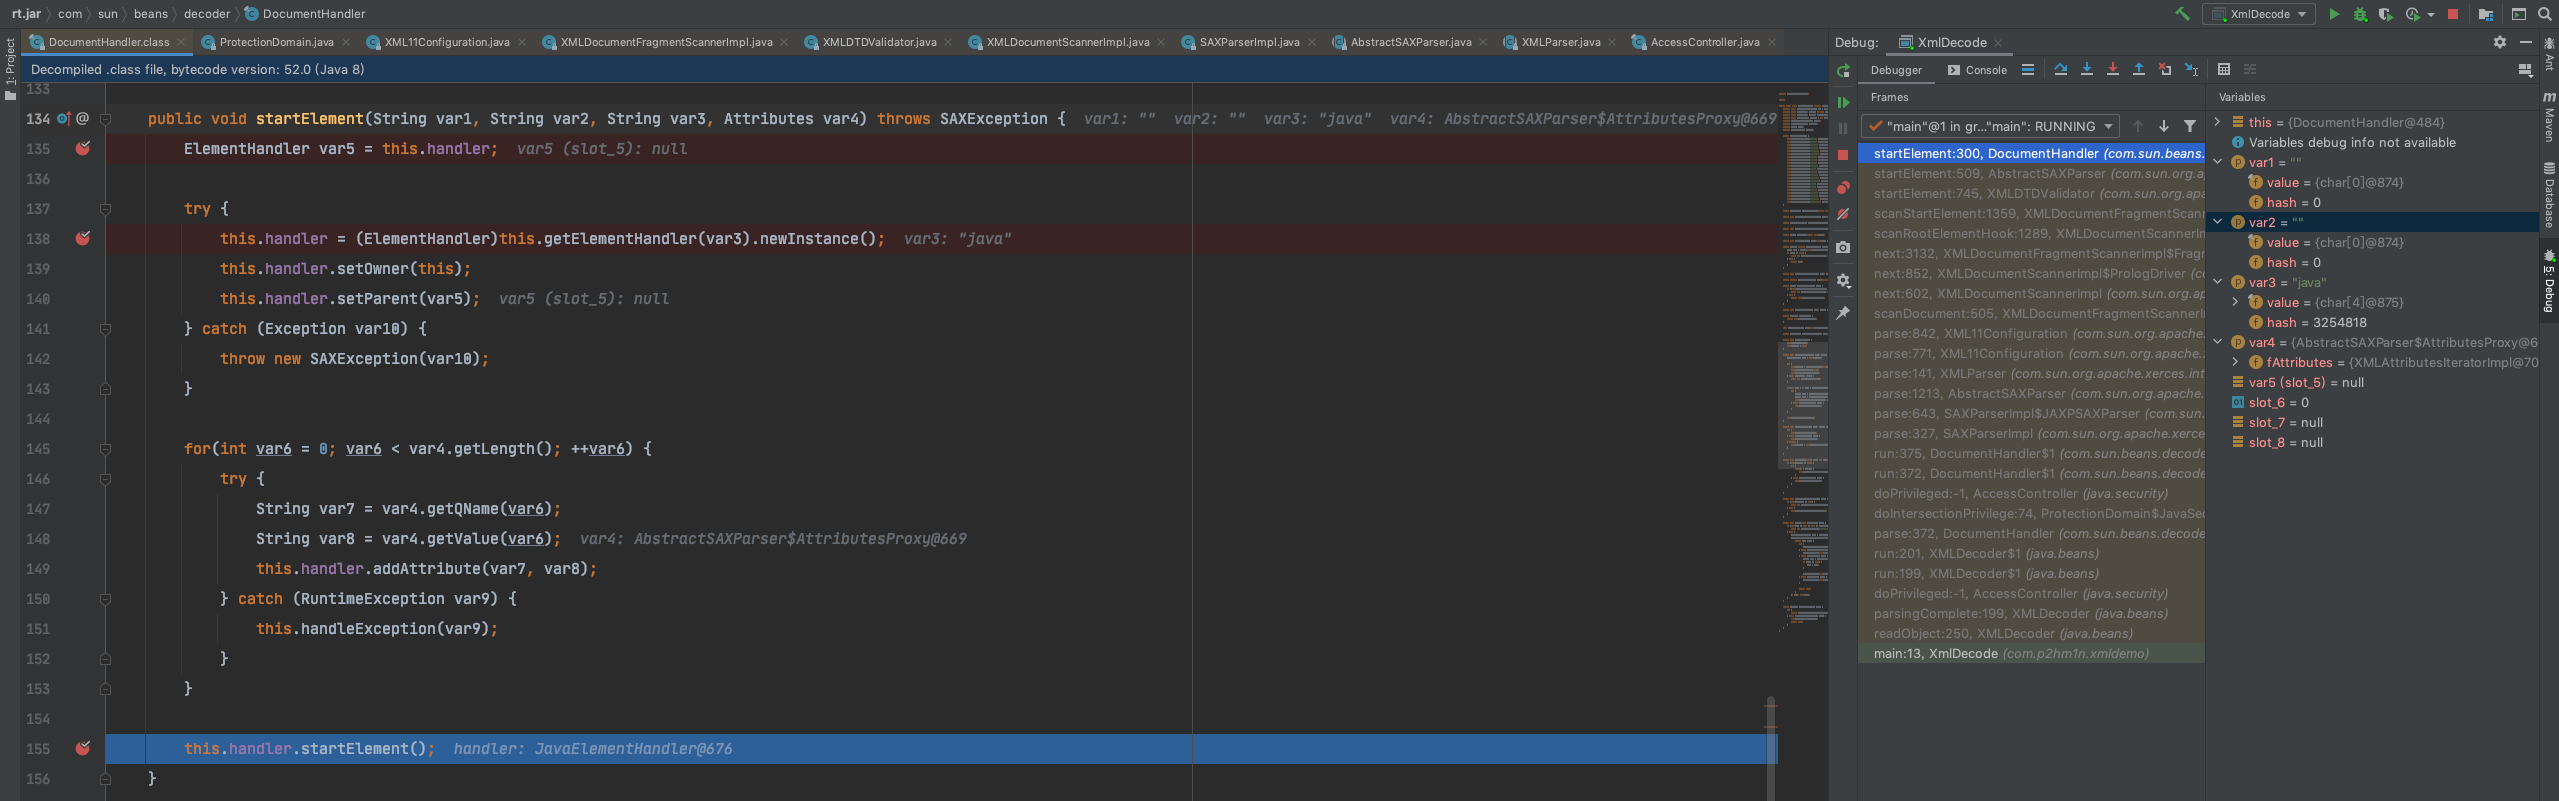 rt.jar com sun beans decoder DocumentHandler XmlDecode
DocumentHandler.class ProtectionDomain.java XML11Configuration.java XMLDocumentFragmentScannerImpl.java XMLDTDValidator.java XMLDocumentScannerImpl.java SAXParserImpl.java AbstractSAXParser.java XMLParser.java AccessController.java
Decompiled .class file, bytecode version: 52.0 (Java 8)
1: Project
133
134 @ public void startElement(String var1, String var2, String var3, Attributes var4) throws SAXException { var1: "" var2: "" var3: "java" var4: AbstractSAXParser$AttributesProxy@669
135 ElementHandler var5 = this.handler; var5 (slot_5): null
136
137 try {
138 this.handler = (ElementHandler)this.getElementHandler(var3).newInstance(); var3: "java"
139 this.handler.setOwner(this);
140 this.handler.setParent(var5); var5 (slot_5): null
141 } catch (Exception var10) {
142 throw new SAXException(var10);
143 }
144
145 for(int var6 = 0; var6 < var4.getLength(); ++var6) {
146 try {
147 String var7 = var4.getQName(var6);
148 String var8 = var4.getValue(var6); var4: AbstractSAXParser$AttributesProxy@669
149 this.handler.addAttribute(var7, var8);
150 } catch (RuntimeException var9) {
151 this.handleException(var9);
152 }
153 }
154
155 this.handler.startElement(); handler: JavaElementHandler@676
156 }
Debug: XmlDecode
Debugger Console
Frames
"main"@1 in gr..."main": RUNNING
startElement:300, DocumentHandler (com.sun.beans.
startElement:509, AbstractSAXParser (com.sun.org.a
startElement:745, XMLDTDValidator (com.sun.org.apa
scanStartElement:1359, XMLDocumentFragmentScann
scanRootElementHook:1289, XMLDocumentScannerIm
next:3132, XMLDocumentFragmentScannerImpl$Fragm
next:852, XMLDocumentScannerImpl$PrologDriver (co
next:602, XMLDocumentScannerImpl (com.sun.org.ap
scanDocument:505, XMLDocumentFragmentScannerIm
parse:842, XML11Configuration (com.sun.org.apache.x
parse:771, XML11Configuration (com.sun.org.apache.x
parse:141, XMLParser (com.sun.org.apache.xerces.int
parse:1213, AbstractSAXParser (com.sun.org.apache.
parse:643, SAXParserImpl$JAXPSAXParser (com.sun.o
parse:327, SAXParserImpl (com.sun.org.apache.xerce
run:375, DocumentHandler$1 (com.sun.beans.decode
run:372, DocumentHandler$1 (com.sun.beans.decode
doPrivileged:-1, AccessController (java.security)
doIntersectionPrivilege:74, ProtectionDomain$JavaSec
parse:372, DocumentHandler (com.sun.beans.decode
run:201, XMLDecoder$1 (java.beans)
run:199, XMLDecoder$1 (java.beans)
doPrivileged:-1, AccessController (java.security)
parsingComplete:199, XMLDecoder (java.beans)
readObject:250, XMLDecoder (java.beans)
main:13, XmlDecode (com.p2hm1n.xmldemo)
Variables
this = {DocumentHandler@484}
Variables debug info not available
var1 = ""
value = {char[0]@874}
hash = 0
var2 = ""
value = {char[0]@874}
hash = 0
var3 = "java"
value = {char[4]@875}
hash = 3254818
var4 = {AbstractSAXParser$AttributesProxy@6
fAttributes = {XMLAttributesIteratorImpl@70
var5 (slot_5) = null
slot_6 = 0
slot_7 = null
slot_8 = null
Ant
Maven
Database
5: Debug